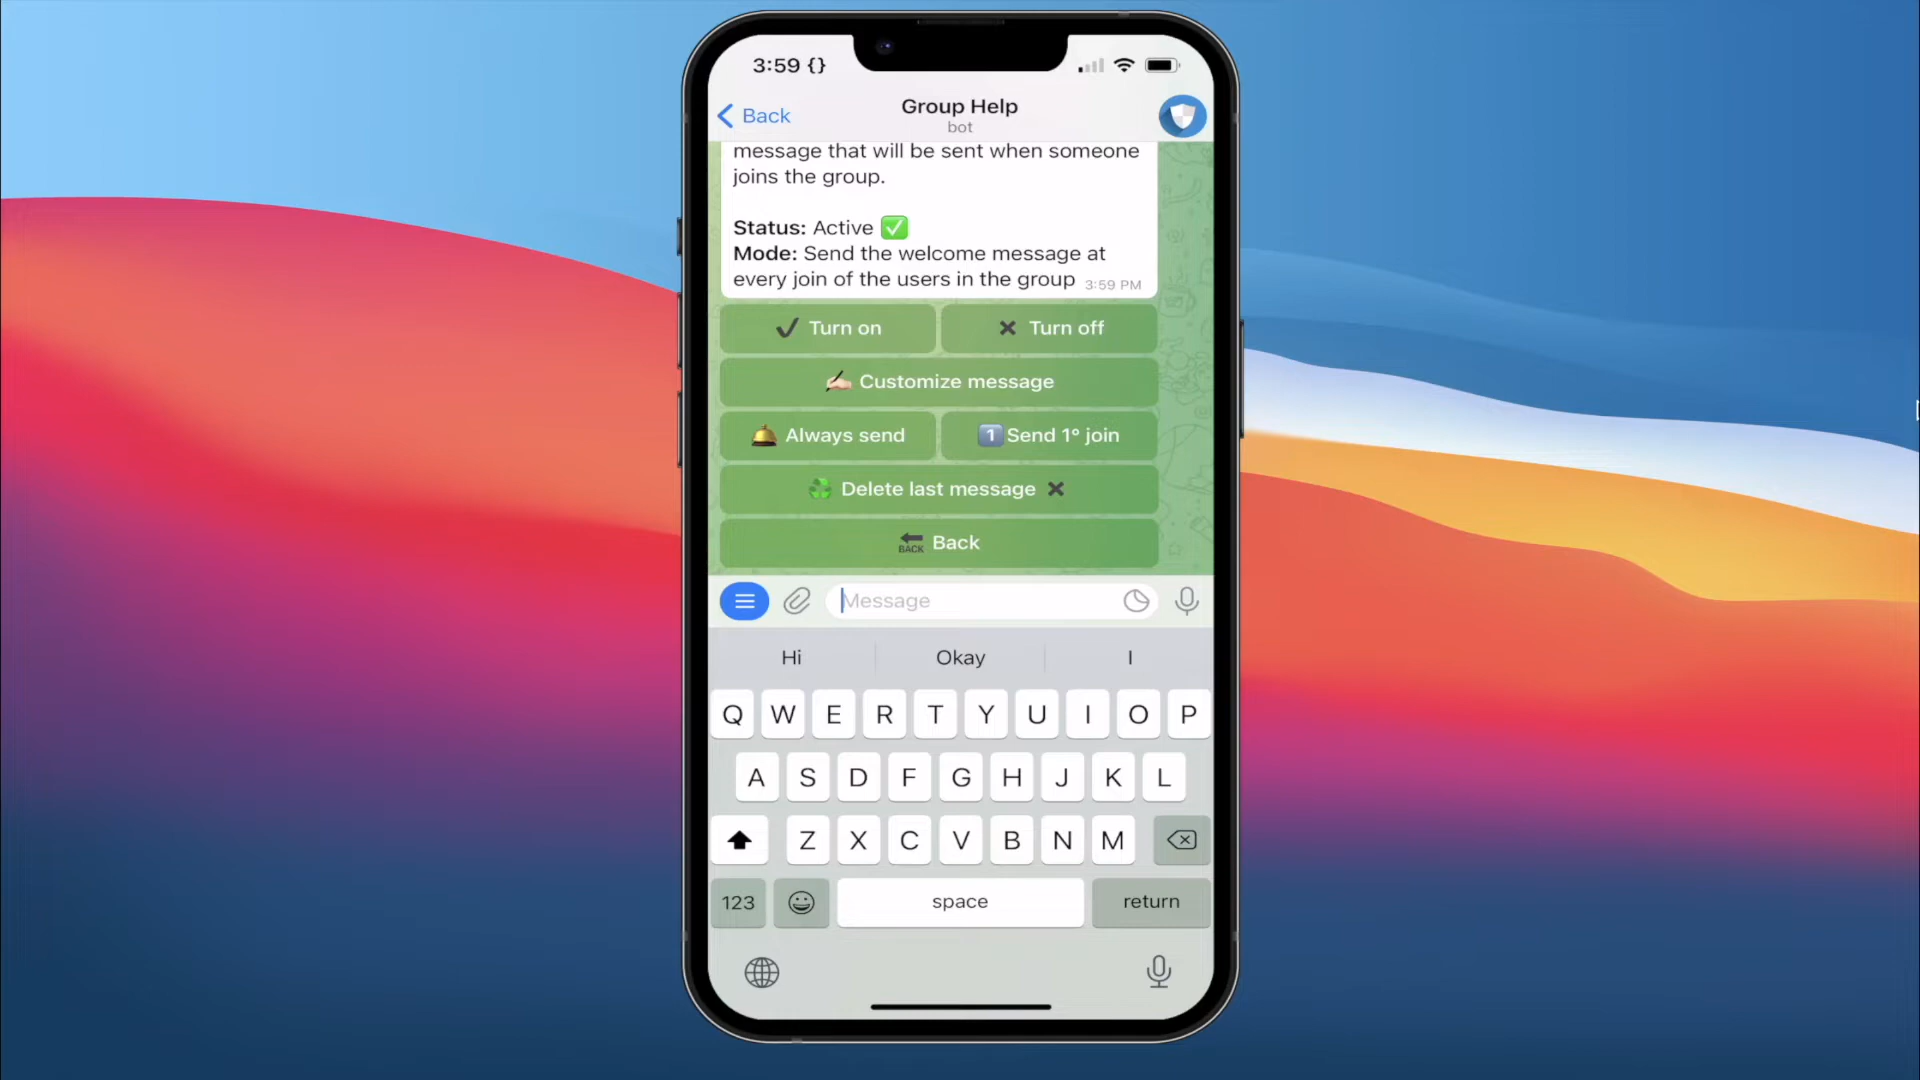 3:59 {}
Back
Group Help
bot
message that will be sent when someone
joins the group.
Status: Active ✅
Mode: Send the welcome message at
every join of the users in the group 3:59 PM
✔ Turn on
✖ Turn off
✍🏻 Customize message
🛎 Always send
1️⃣ Send 1° join
♻️ Delete last message ✖
BACK Back
Message
Hi
Okay
I
Q W E R T Y U I O P
A S D F G H J K L
Z X C V B N M
123
space
return